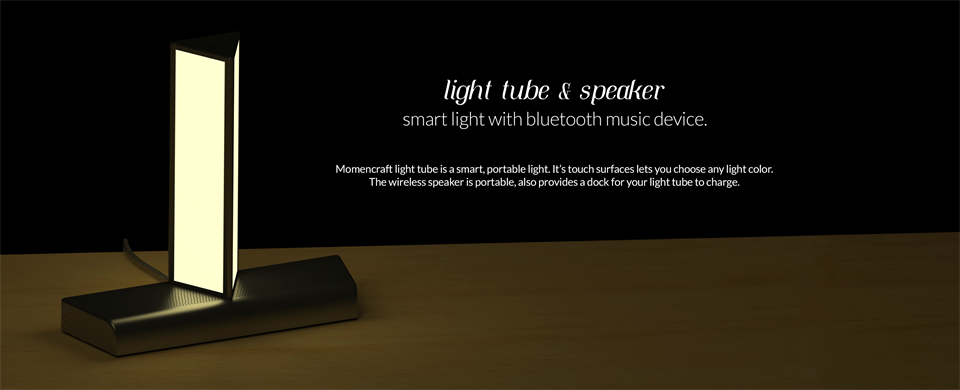 light tube & speaker
smart light with bluetooth music device.
Momencraft light tube is a smart, portable light. It's touch surfaces lets you choose any light color.
The wireless speaker is portable, also provides a dock for your light tube to charge.